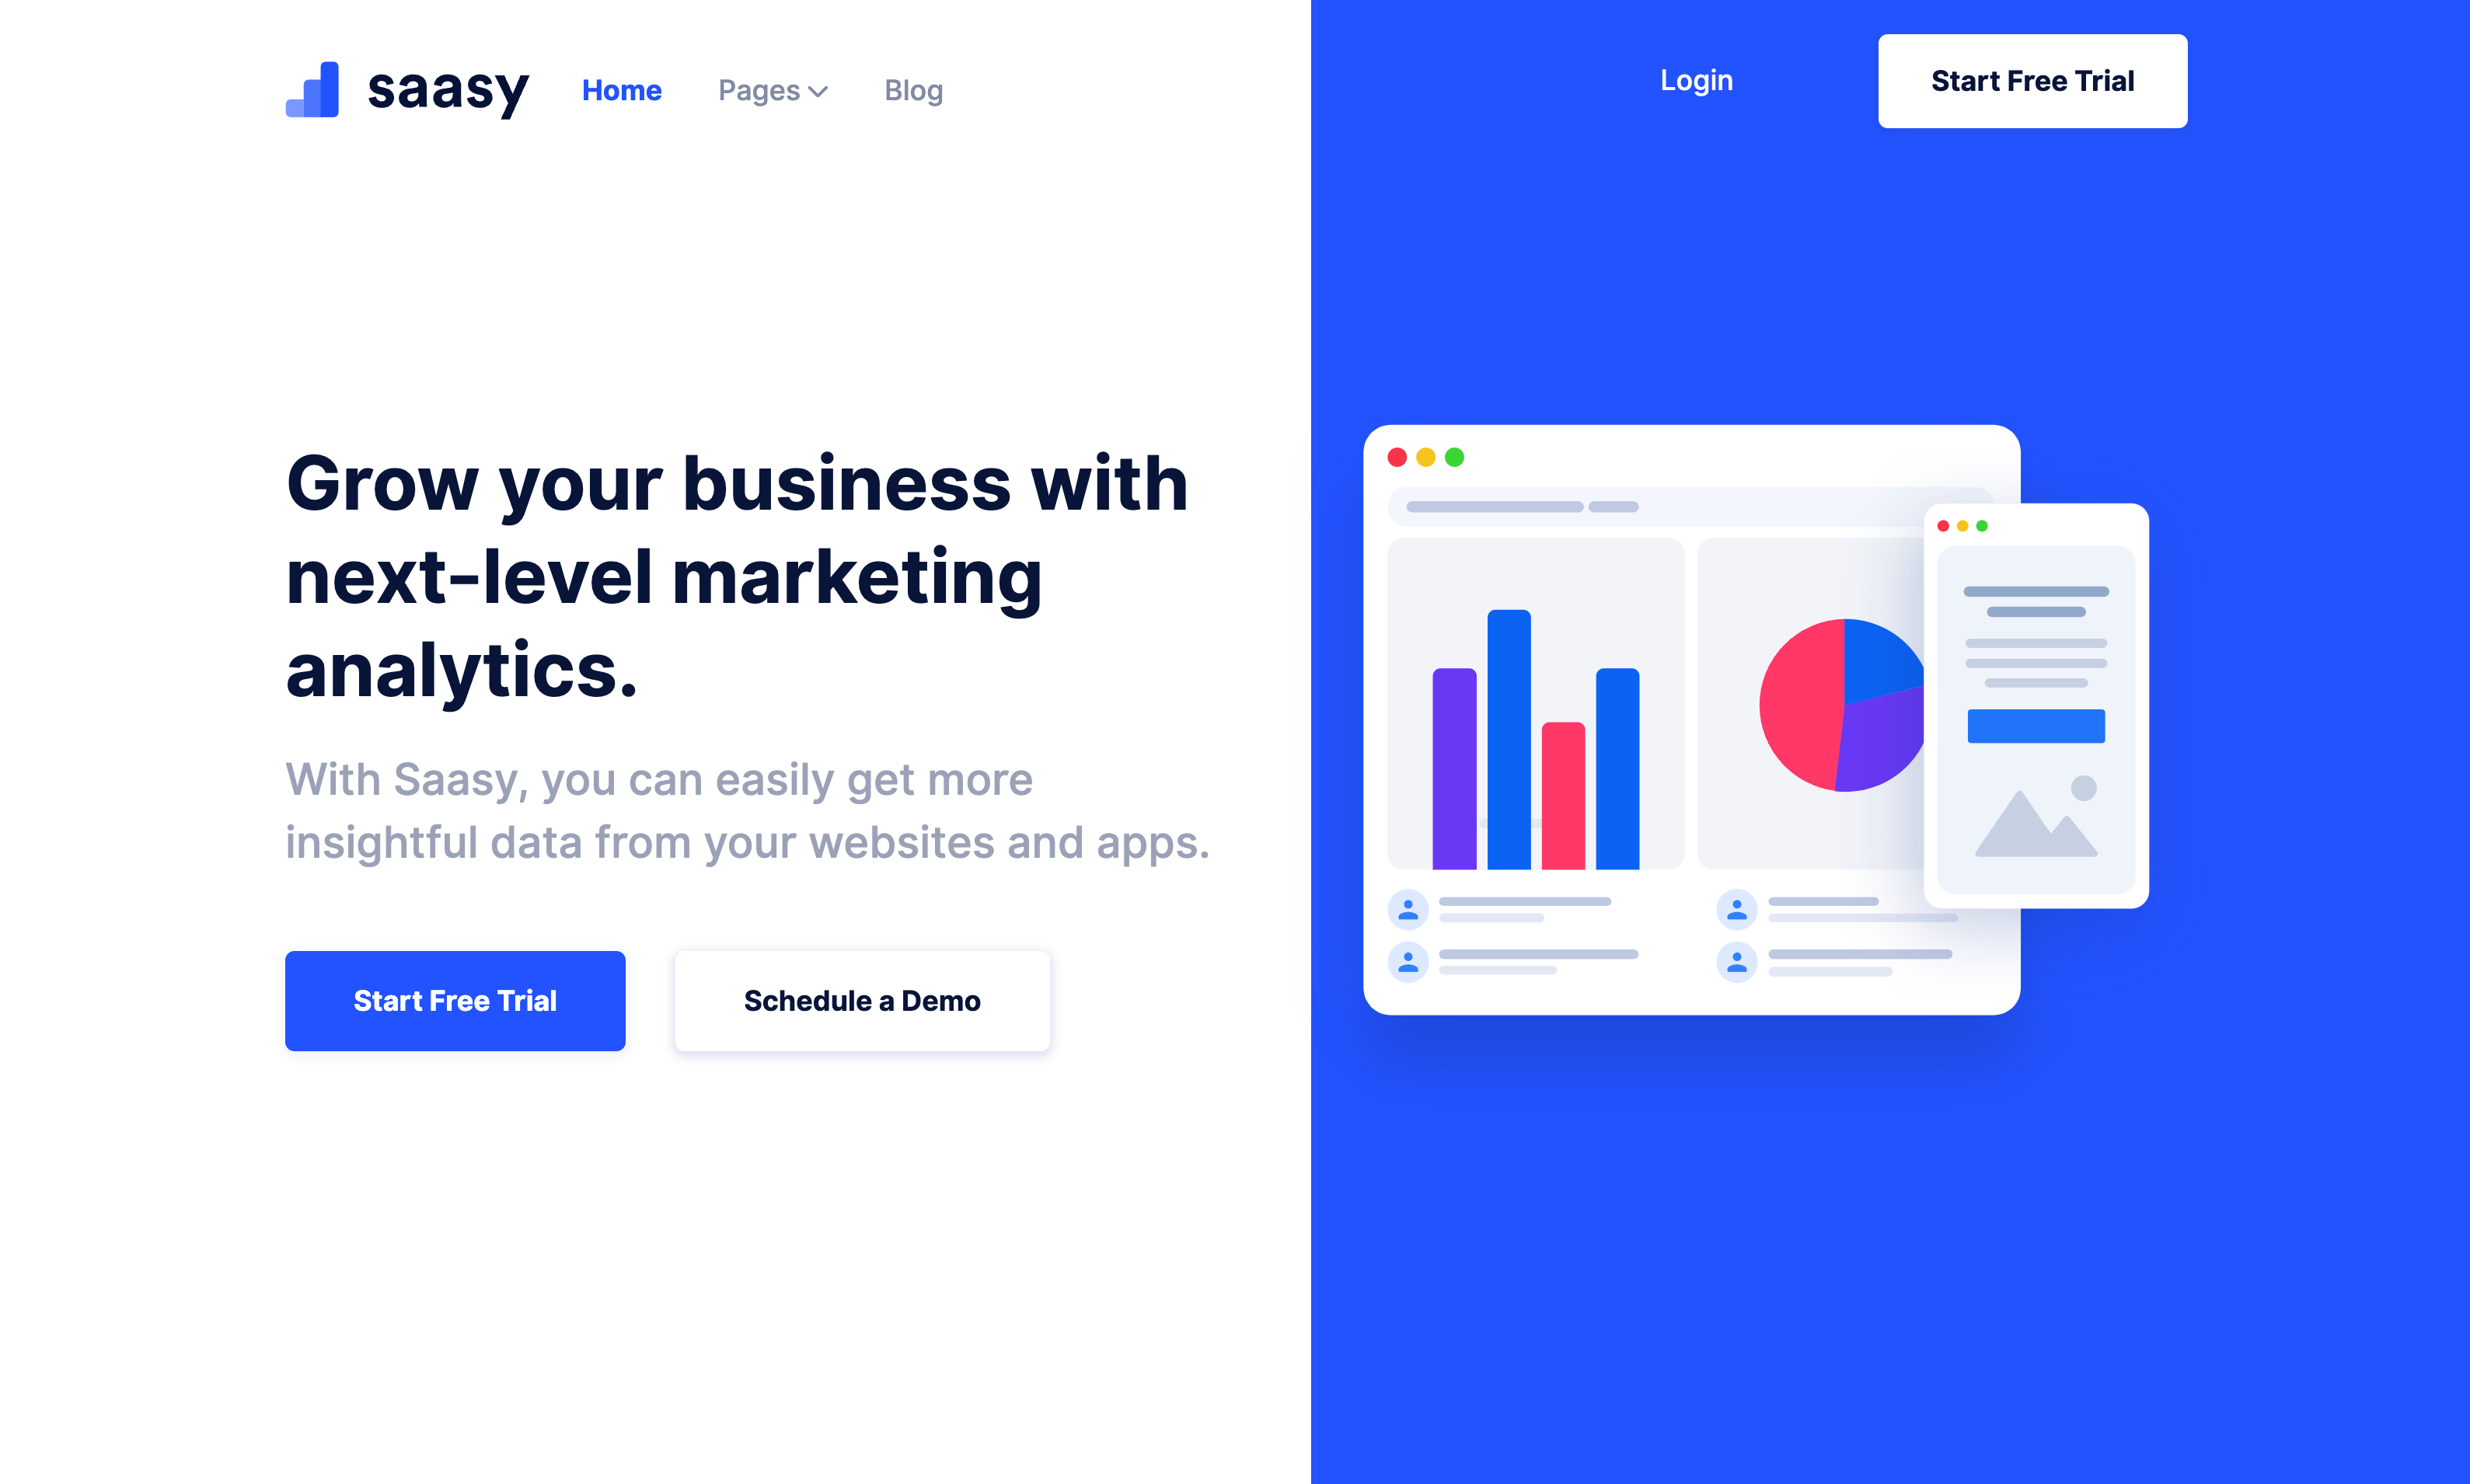 saasy
Home
Pages
Blog
Login
Start Free Trial
Grow your business with
next-level marketing
analytics.
With Saasy, you can easily get more
insightful data from your websites and apps.
Start Free Trial
Schedule a Demo